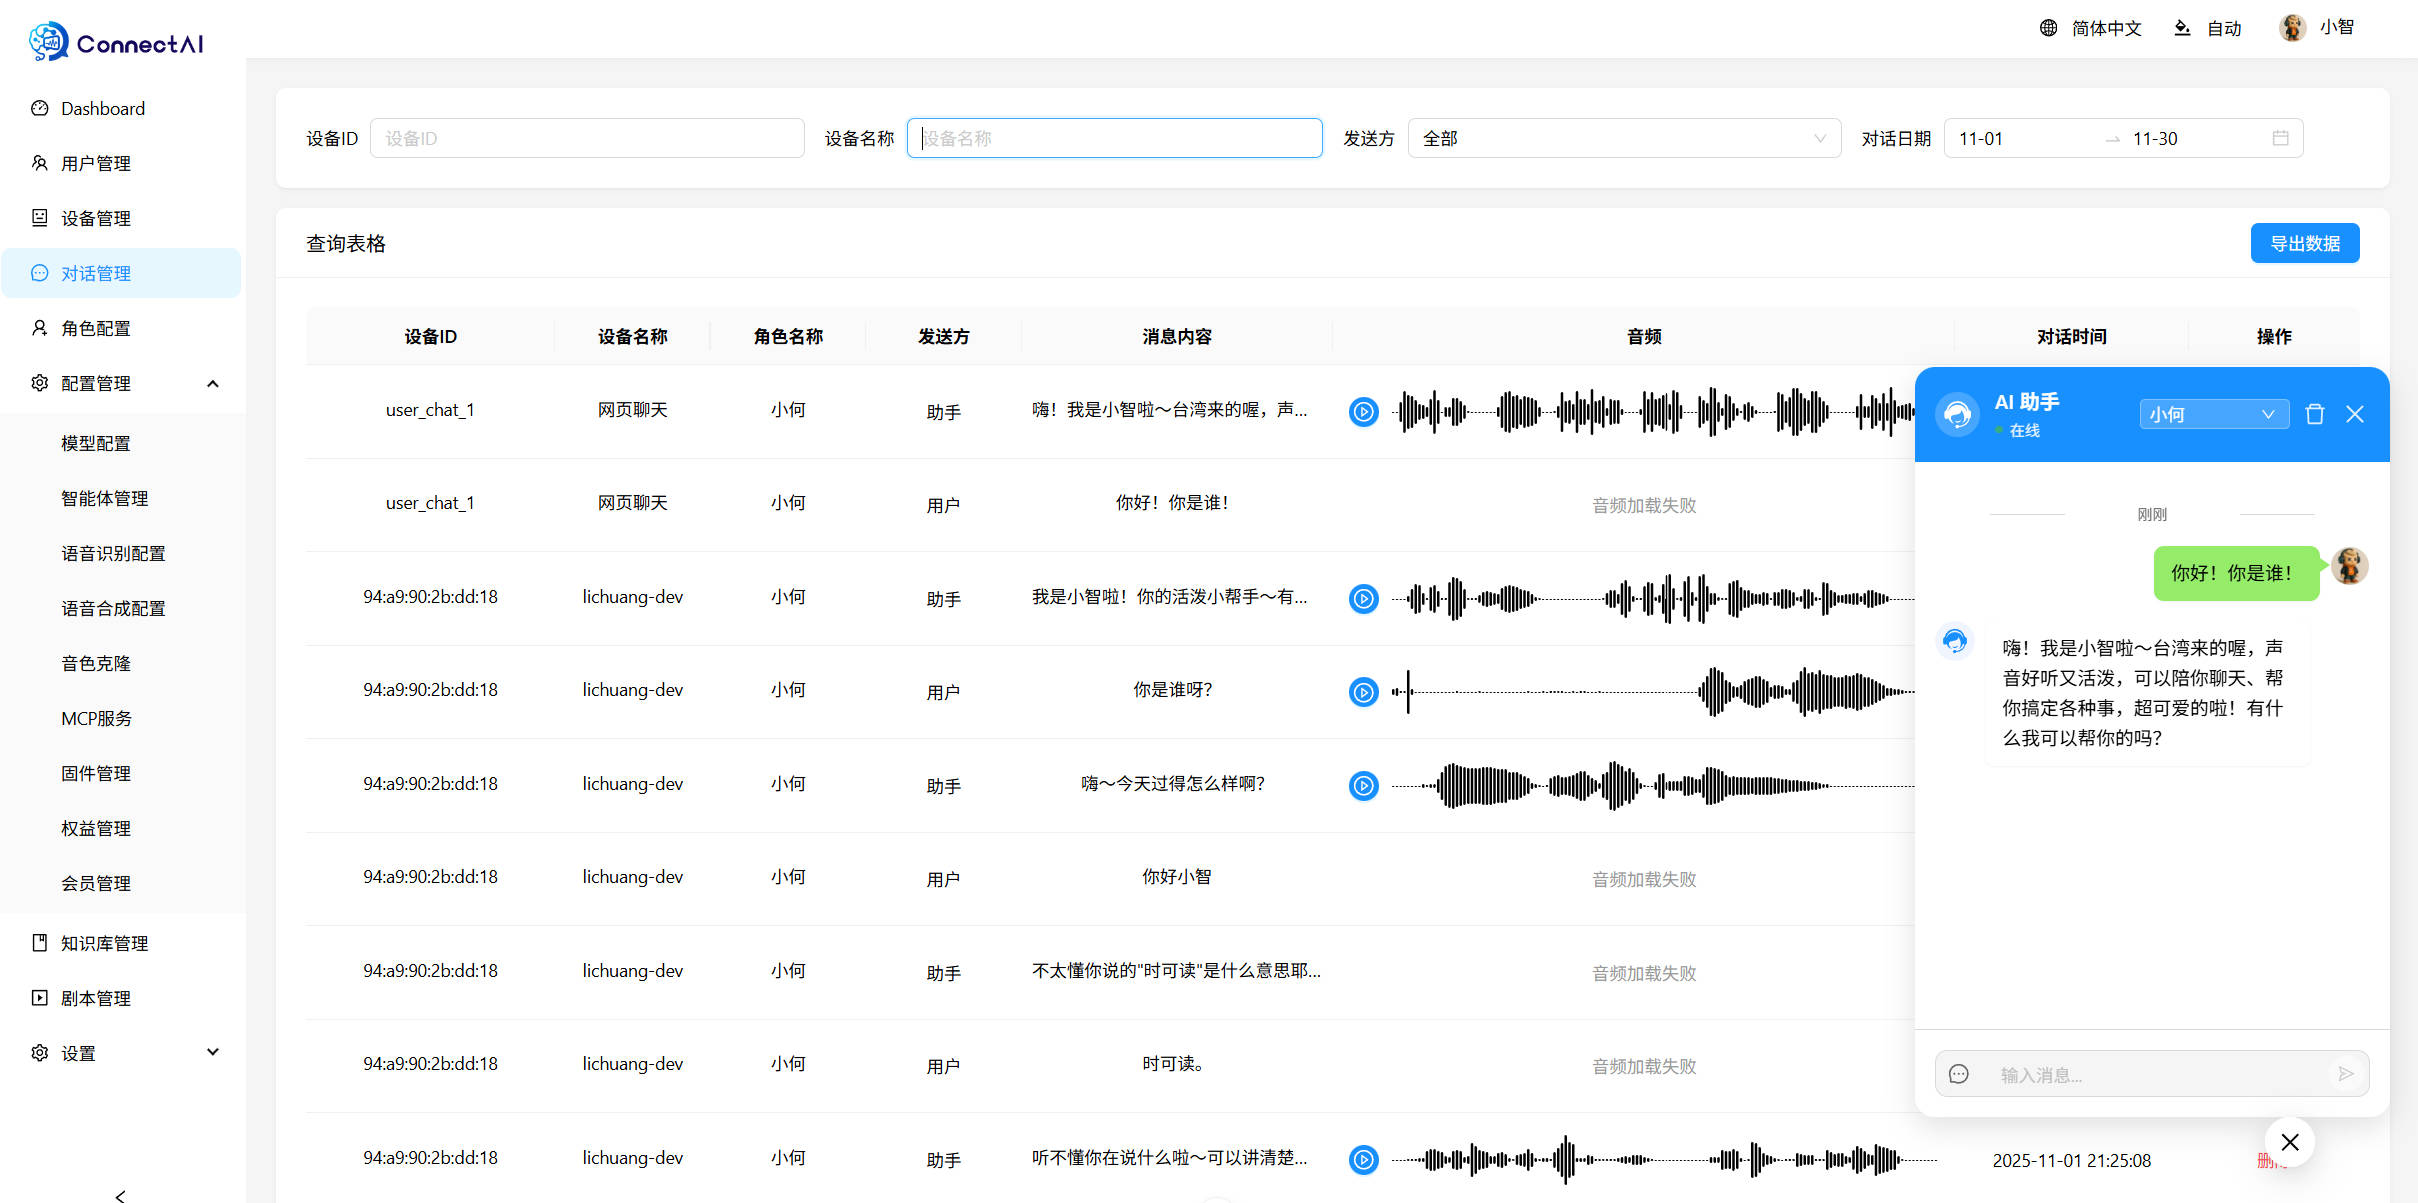 ConnectAI
简体中文
自动
小智
Dashboard
用户管理
设备管理
对话管理
角色配置
配置管理
模型配置
智能体管理
语音识别配置
语音合成配置
音色克隆
MCP服务
固件管理
权益管理
会员管理
知识库管理
剧本管理
设置
设备ID 设备ID 设备名称 设备名称 发送方 全部 对话日期 11-01 → 11-30
查询表格 导出数据
设备ID 设备名称 角色名称 发送方 消息内容 音频 对话时间 操作
user_chat_1 网页聊天 小何 助手 嗨！我是小智啦～台湾来的喔，声...
user_chat_1 网页聊天 小何 用户 你好！你是谁！ 音频加载失败
94:a9:90:2b:dd:18 lichuang-dev 小何 助手 我是小智啦！你的活泼小帮手～有...
94:a9:90:2b:dd:18 lichuang-dev 小何 用户 你是谁呀？
94:a9:90:2b:dd:18 lichuang-dev 小何 助手 嗨～今天过得怎么样啊？
94:a9:90:2b:dd:18 lichuang-dev 小何 用户 你好小智 音频加载失败
94:a9:90:2b:dd:18 lichuang-dev 小何 助手 不太懂你说的"时可读"是什么意思耶... 音频加载失败
94:a9:90:2b:dd:18 lichuang-dev 小何 用户 时可读。 音频加载失败
94:a9:90:2b:dd:18 lichuang-dev 小何 助手 听不懂你在说什么啦～可以讲清楚... 2025-11-01 21:25:08 删
AI 助手
在线
小何
刚刚
你好！你是谁！
嗨！我是小智啦～台湾来的喔，声
音好听又活泼，可以陪你聊天、帮
你搞定各种事，超可爱的啦！有什
么我可以帮你的吗？
输入消息...